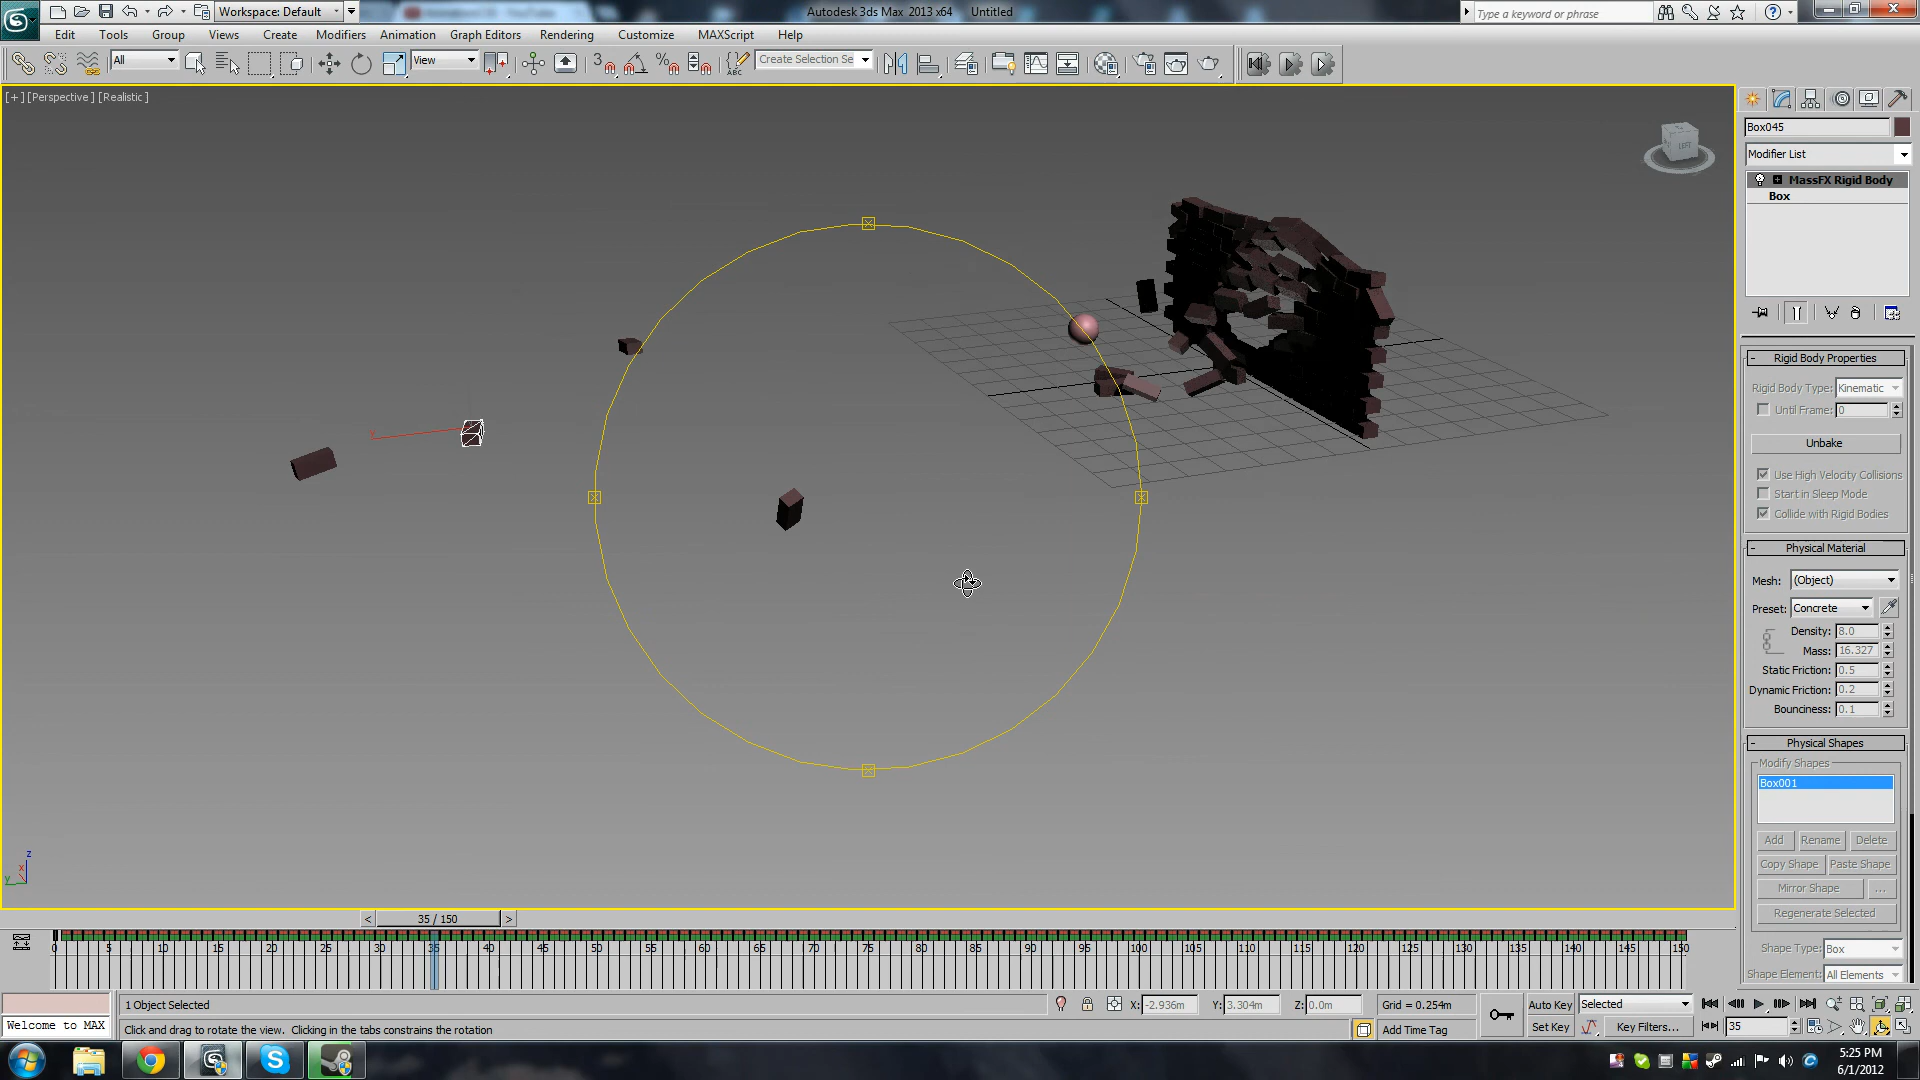 Workspace: Default
Autodesk 3ds Max 2013 x64 Untitled
Type a keyword or phrase
Edit Tools Group Views Create Modifiers Animation Graph Editors Rendering Customize MAXScript Help
All View 3 Create Selection Se
[+] [Perspective] [Realistic]
LEFT
Box045
Modifier List
MassFX Rigid Body
Box
Rigid Body Properties
Rigid Body Type: Kinematic
Until Frame: 0
Unbake
Use High Velocity Collisions
Start in Sleep Mode
Collide with Rigid Bodies
Physical Material
Mesh: (Object)
Preset: Concrete
Density: 8.0
Mass: 16.327
Static Friction: 0.5
Dynamic Friction: 0.2
Bounciness: 0.1
Physical Shapes
Modify Shapes
Box001
Add Rename Delete
Copy Shape Paste Shape
Mirror Shape ...
Regenerate Selected
Shape Type: Box
Shape Element: All Elements
z
x
y
< 35 / 150 >
0 5 10 15 20 25 30 35 40 45 50 55 60 65 70 75 80 85 90 95 100 105 110 115 120 125 130 135 140 145 150
1 Object Selected X: -2.936m Y: 3.304m Z: 0.0m Grid = 0.254m Auto Key Selected
Welcome to MAX Click and drag to rotate the view. Clicking in the tabs constrains the rotation Add Time Tag Set Key Key Filters... 35
5:25 PM
6/1/2012